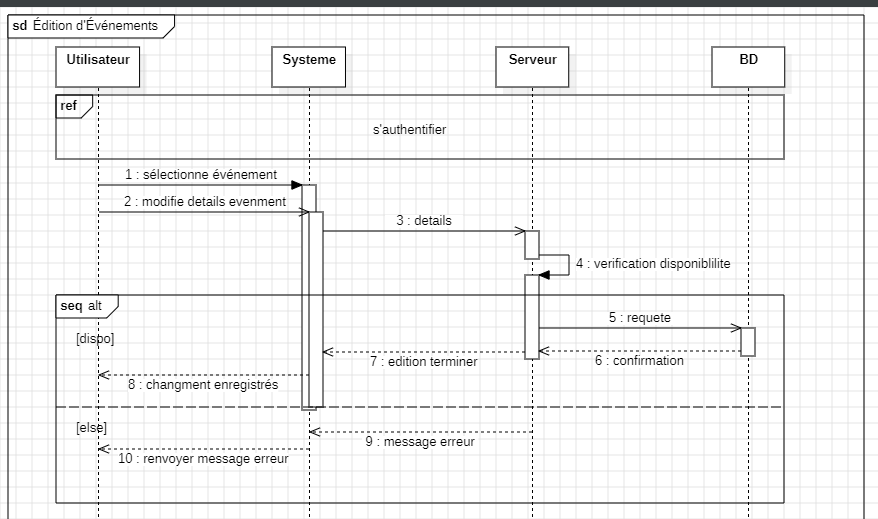 sd Édition d'Événements
Utilisateur
Systeme
Serveur
BD
ref
s'authentifier
1 : sélectionne événement
2 : modifie details evenment
3 : details
4 : verification disponiblilite
seq alt
5 : requete
[dispo]
7 : edition terminer
6 : confirmation
8 : changment enregistrés
[else]
9 : message erreur
10 : renvoyer message erreur